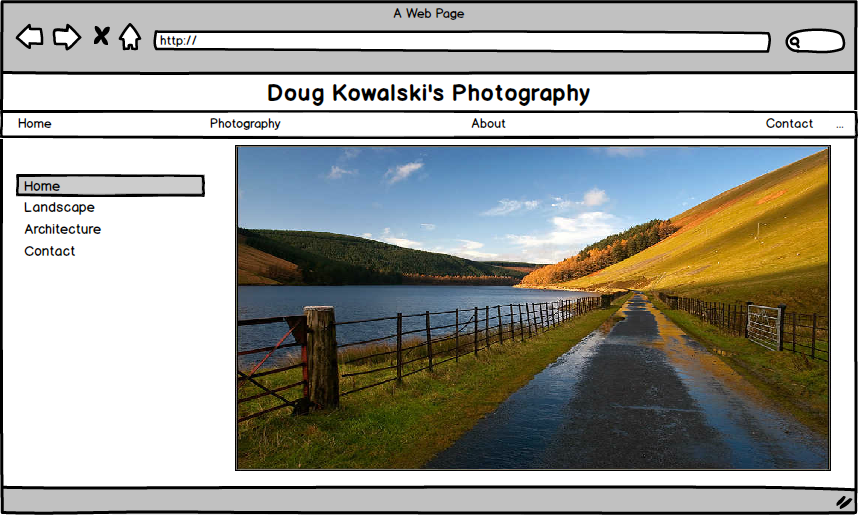 A Web Page
http://
Doug Kowalski's Photography
Home Photography About Contact ...
Home
Landscape
Architecture
Contact